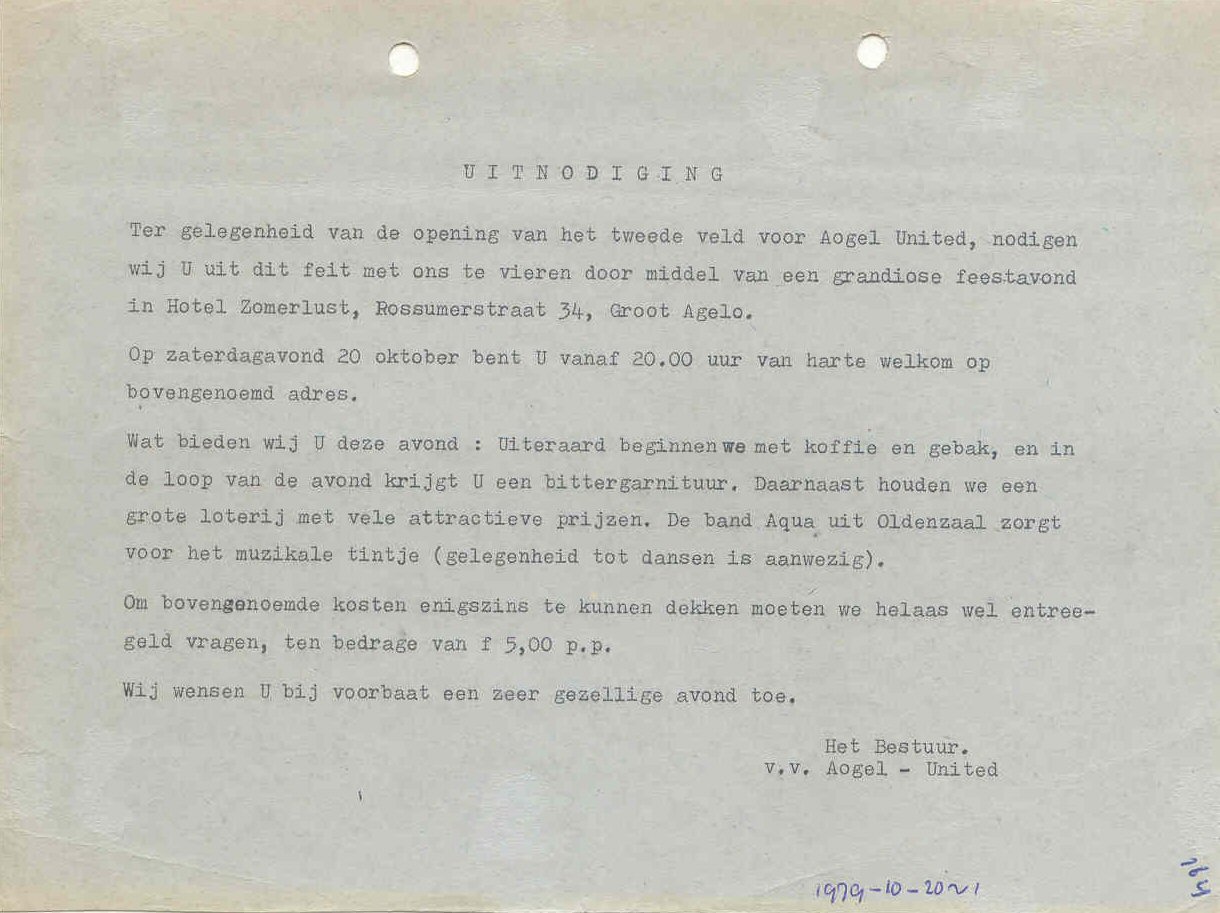 U I T N O D I G I N G
Ter gelegenheid van de opening van het tweede veld voor Aogel United, nodigen
wij U uit dit feit met ons te vieren door middel van een grandiose feestavond
in Hotel Zomerlust, Rossumerstraat 34, Groot Agelo.
Op zaterdagavond 20 oktober bent U vanaf 20.00 uur van harte welkom op
bovengenoemd adres.
Wat bieden wij U deze avond : Uiteraard beginnen we met koffie en gebak, en in
de loop van de avond krijgt U een bittergarnituur. Daarnaast houden we een
grote loterij met vele attractieve prijzen. De band Aqua uit Oldenzaal zorgt
voor het muzikale tintje (gelegenheid tot dansen is aanwezig).
Om bovengenoemde kosten enigszins te kunnen dekken moeten we helaas wel entree-
geld vragen, ten bedrage van f 5,00 p.p.
Wij wensen U bij voorbaat een zeer gezellige avond toe.
Het Bestuur.
v.v. Aogel - United
1979-10-20~1